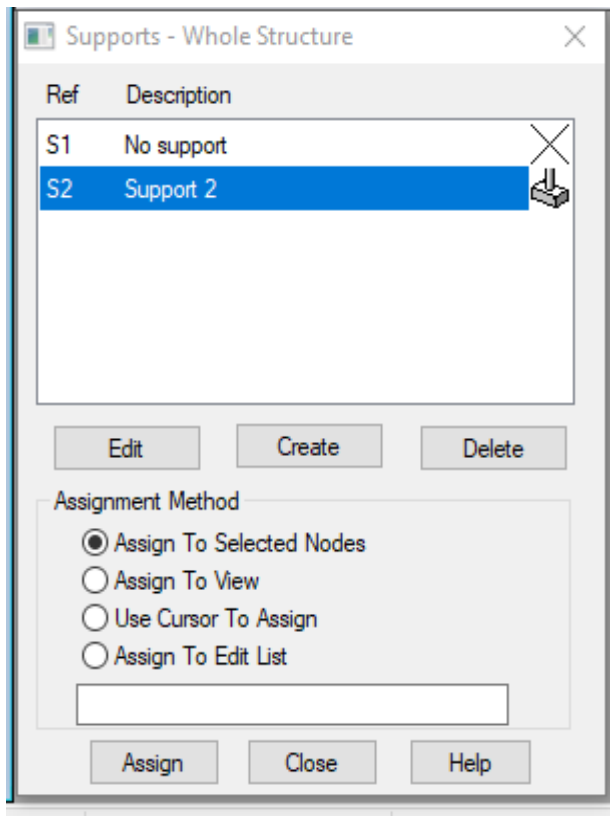 Supports - Whole Structure
Ref Description
S1 No support
S2 Support 2
Edit Create Delete
Assignment Method
Assign To Selected Nodes
Assign To View
Use Cursor To Assign
Assign To Edit List
Assign Close Help